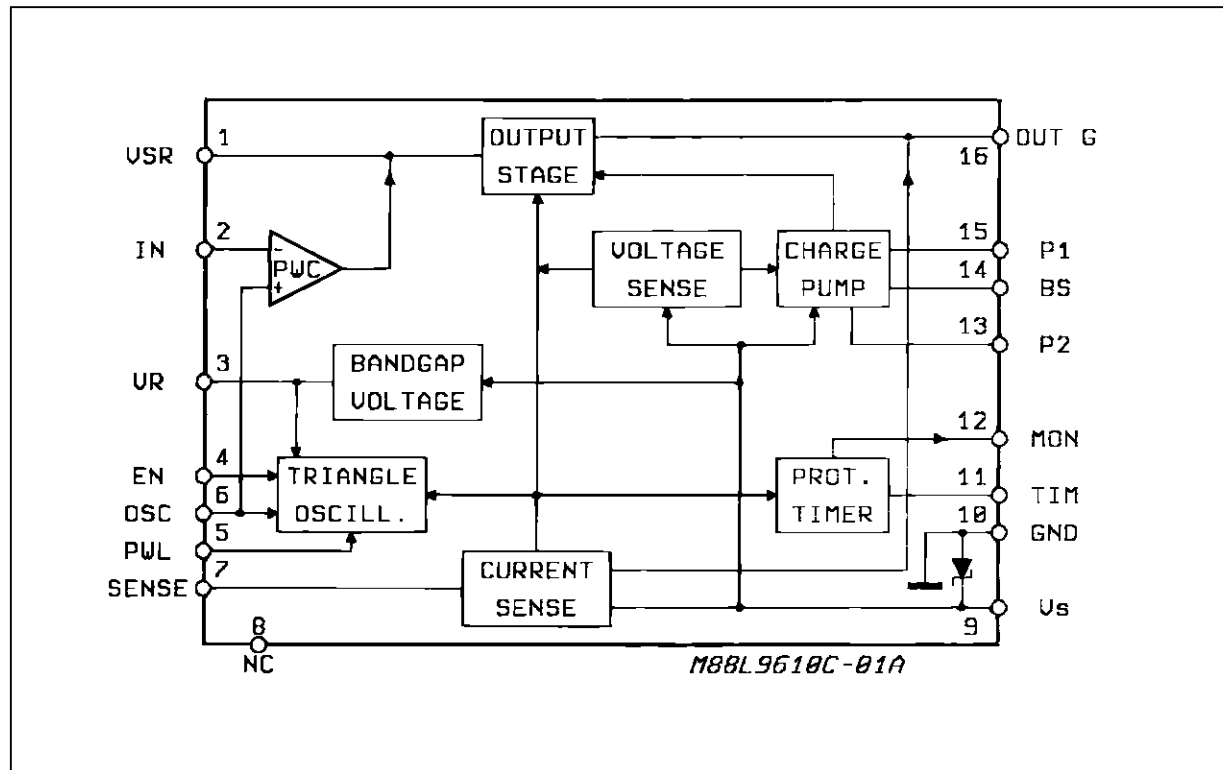 VSR
1
IN
2
PWC
-
+
VR
3
EN
4
OSC
6
PWL
5
SENSE
7
8
NC
OUTPUT
STAGE
VOLTAGE
SENSE
CHARGE
PUMP
BANDGAP
VOLTAGE
TRIANGLE
OSCILL.
PROT.
TIMER
CURRENT
SENSE
OUT G
16
15
P1
14
BS
13
P2
12
MON
11
TIM
10
GND
Vs
9
M88L9610C-01A